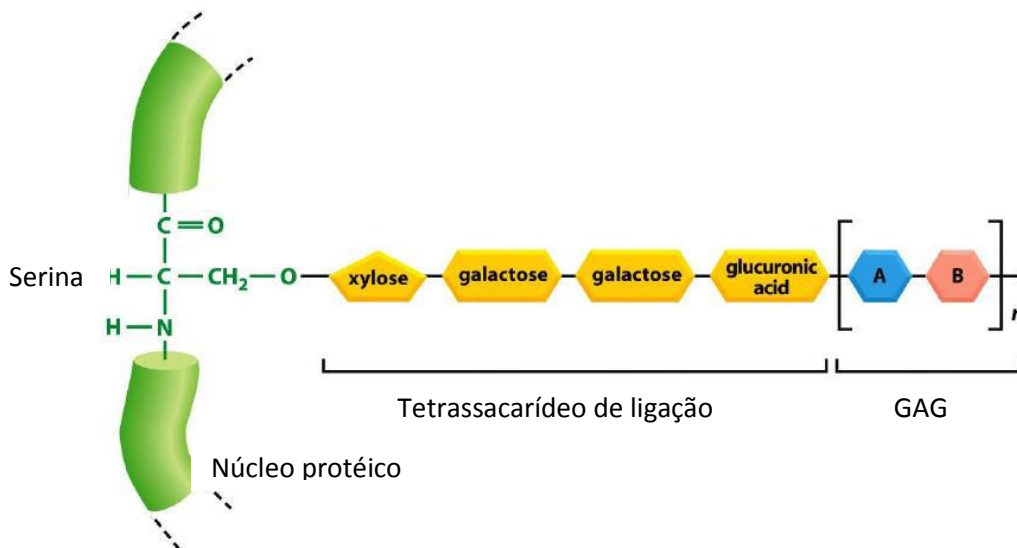 C=O
Serina
H—C—CH₂—O
xylose
galactose
galactose
glucuronic
acid
A
B
n
H—N
Tetrassacarídeo de ligação
GAG
Núcleo protéico